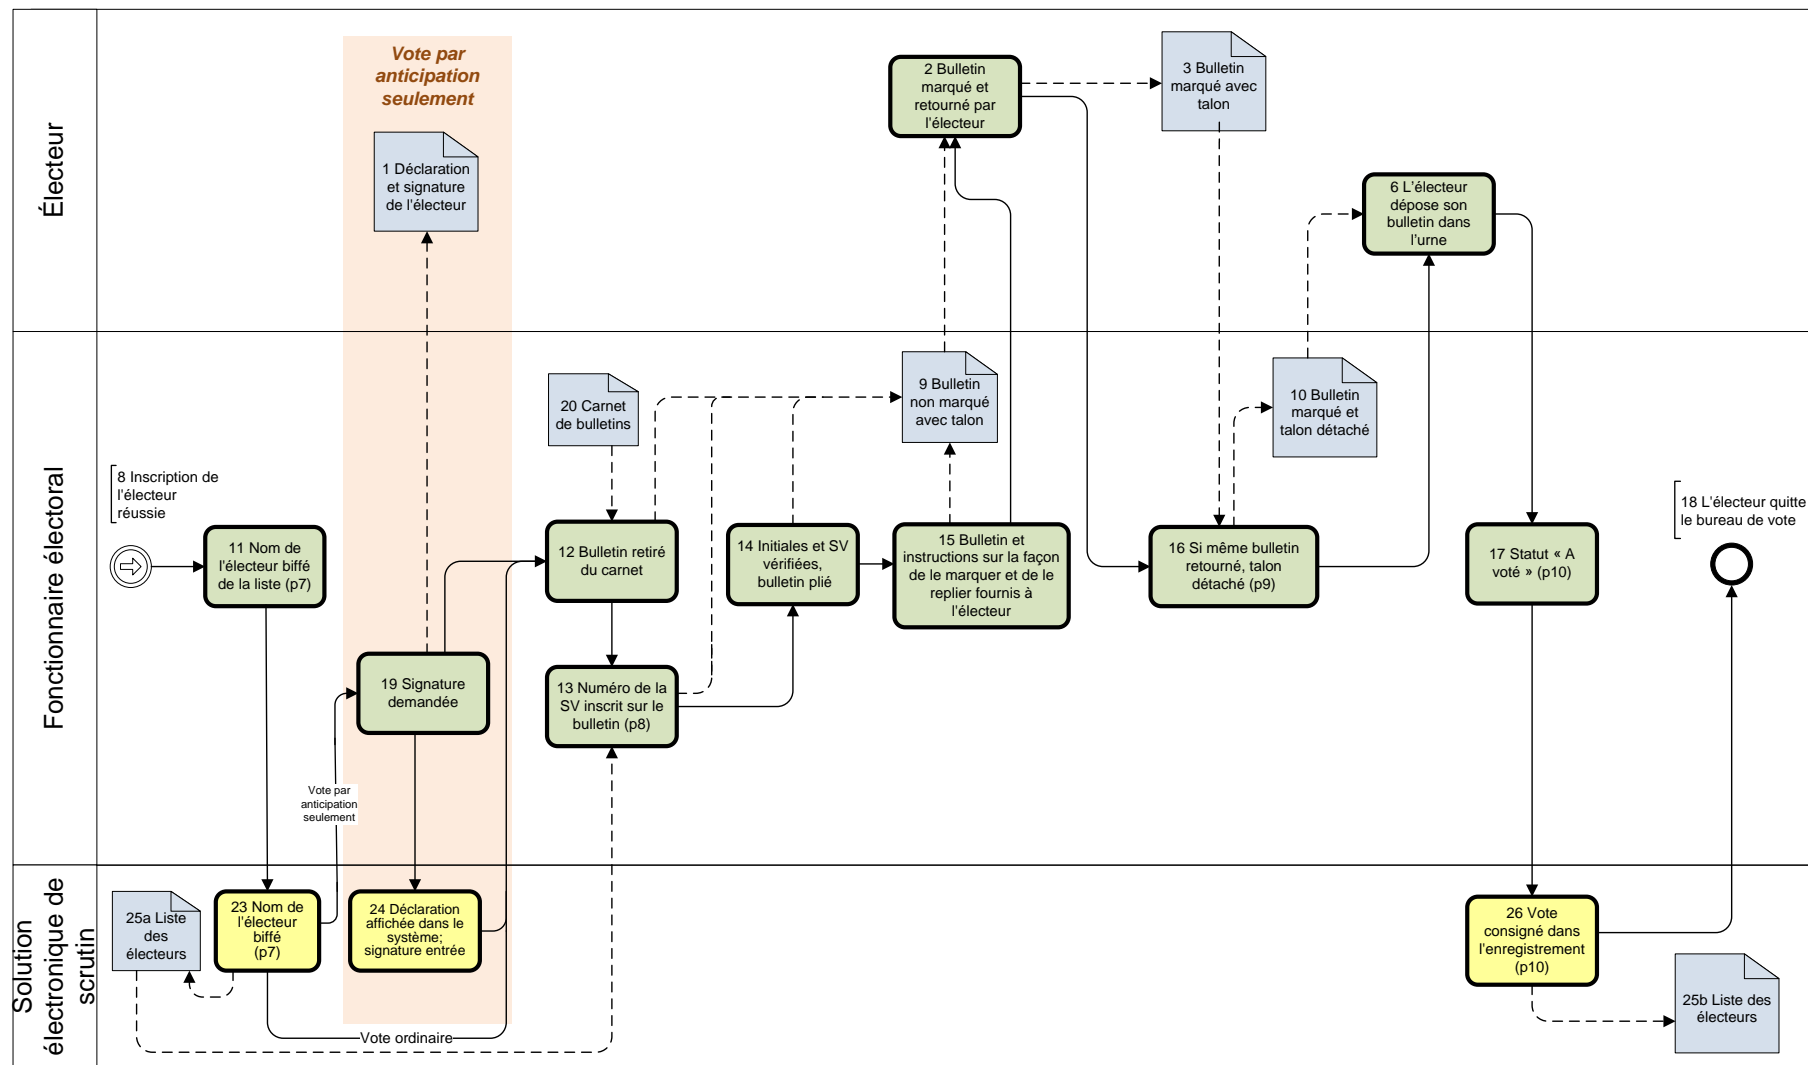 Électeur
Vote par
anticipation
seulement
1 Déclaration
et signature
de l'électeur
2 Bulletin
marqué et
retourné par
l'électeur
3 Bulletin
marqué avec
talon
6 L'électeur
dépose son
bulletin dans
l'urne
Fonctionnaire électoral
8 Inscription de
l'électeur
réussie
11 Nom de
l'électeur biffé
de la liste (p7)
19 Signature
demandée
Vote par
anticipation
seulement
20 Carnet
de bulletins
12 Bulletin retiré
du carnet
13 Numéro de la
SV inscrit sur le
bulletin (p8)
14 Initiales et SV
vérifiées,
bulletin plié
9 Bulletin
non marqué
avec talon
15 Bulletin et
instructions sur la façon
de le marquer et de le
replier fournis à
l'électeur
16 Si même bulletin
retourné, talon
détaché (p9)
10 Bulletin
marqué et
talon détaché
17 Statut « A
voté » (p10)
18 L'électeur quitte
le bureau de vote
Solution
électronique de
scrutin
25a Liste
des
électeurs
23 Nom de
l'électeur
biffé
(p7)
24 Déclaration
affichée dans le
système;
signature entrée
Vote ordinaire
26 Vote
consigné dans
l'enregistrement
(p10)
25b Liste des
électeurs